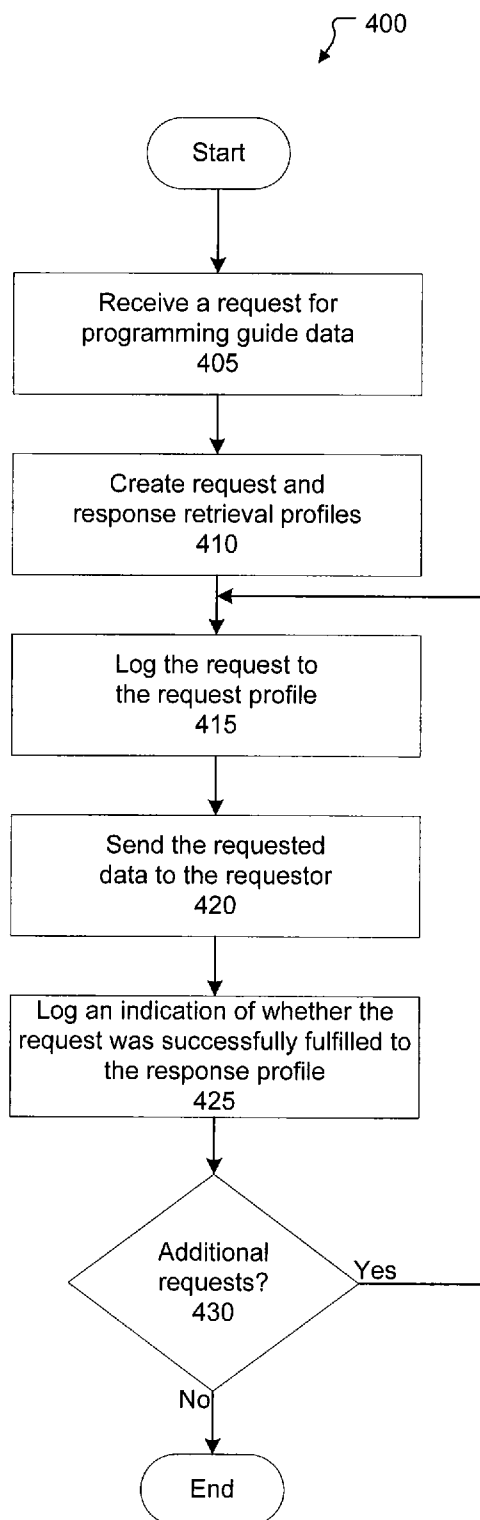 400
Start
Receive a request for
programming guide data
405
Create request and
response retrieval profiles
410
Log the request to
the request profile
415
Send the requested
data to the requestor
420
Log an indication of whether the
request was successfully fulfilled to
the response profile
425
Additional
requests?
430
Yes
No
End